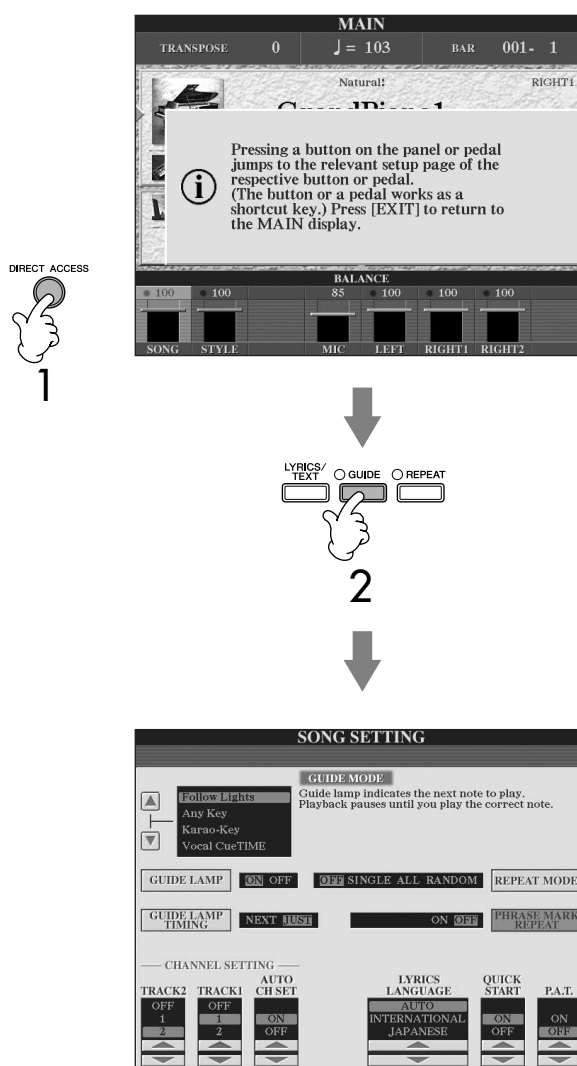 MAIN
TRANSPOSE 0 ♩= 103 BAR 001- 1
Natural! RIGHT1
GrandPiano1
Pressing a button on the panel or pedal
jumps to the relevant setup page of the
respective button or pedal.
(The button or a pedal works as a
shortcut key.) Press [EXIT] to return to
the MAIN display.
DIRECT ACCESS
1
BALANCE
100 100 85 100 100 100
SONG STYLE MIC LEFT RIGHT1 RIGHT2
LYRICS/
TEXT GUIDE REPEAT
2
SONG SETTING
GUIDE MODE
Follow Lights
Any Key
Karao-Key
Vocal CueTIME
Guide lamp indicates the next note to play.
Playback pauses until you play the correct note.
GUIDE LAMP ON OFF OFF SINGLE ALL RANDOM REPEAT MODE
GUIDE LAMP
TIMING NEXT JUST ON OFF PHRASE MARK
REPEAT
CHANNEL SETTING
TRACK2 TRACK1 AUTO
CH SET LYRICS
LANGUAGE QUICK
START P.A.T.
OFF OFF AUTO
1 1 ON INTERNATIONAL ON ON
2 2 OFF JAPANESE OFF OFF